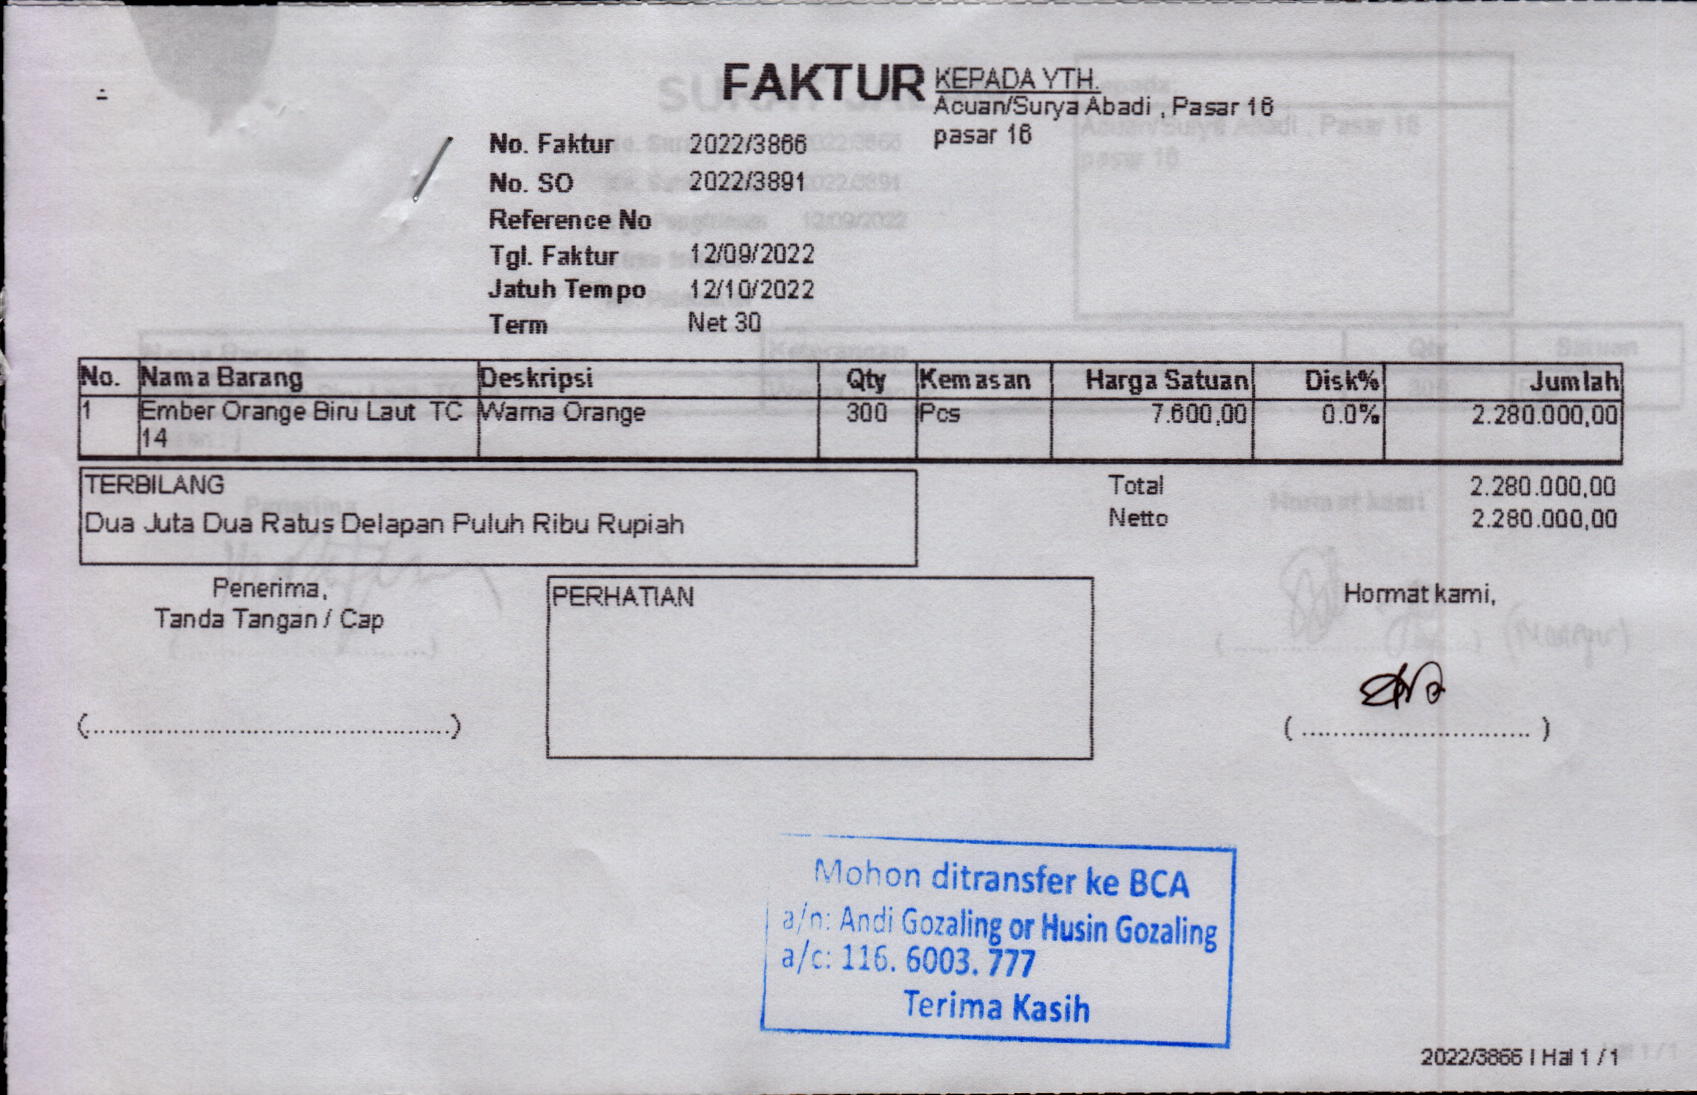 FAKTUR
KEPADA YTH.
Acuan/Surya Abadi , Pasar 16
pasar 16
No. Faktur 2022/3866
No. SO 2022/3891
Reference No
Tgl. Faktur 12/09/2022
Jatuh Tempo 12/10/2022
Term Net 30
No. Nama Barang Deskripsi Qty Kemasan Harga Satuan Disk% Jumlah
1 Ember Orange Biru Laut TC Warna Orange 300 Pcs 7.600,00 0.0% 2.280.000,00
14
TERBILANG
Dua Juta Dua Ratus Delapan Puluh Ribu Rupiah
Total 2.280.000,00
Netto 2.280.000,00
Penerima,
Tanda Tangan / Cap
(................................................)
PERHATIAN
Hormat kami,
( .............................. )
Mohon ditransfer ke BCA
a/n: Andi Gozaling or Husin Gozaling
a/c: 116. 6003. 777
Terima Kasih
2022/3866 I Hal 1 / 1